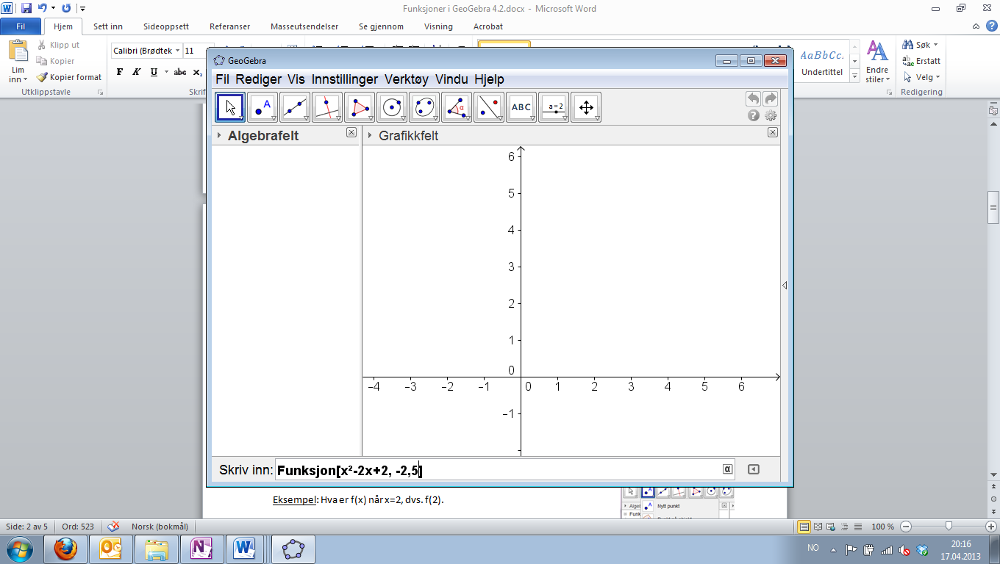 Funksjoner i GeoGebra 4.2.docx - Microsoft Word
Fil Hjem Sett inn Sideoppsett Referanser Masseutsendelser Se gjennom Visning Acrobat
Lim inn
Klipp ut
Kopier
Kopier format
Utklippstavle
Calibri (Brødtek 11
F K U abc x₂
Skrif
AaBbCc.
Undertittel
Endre stiler
Søk
Erstatt
Velg
Redigering
GeoGebra
Fil Rediger Vis Innstillinger Verktøy Vindu Hjelp
A α ABC a=2
Algebrafelt
Grafikkfelt
6
5
4
3
2
1
0
−4 −3 −2 −1 0 1 2 3 4 5 6
−1
Skriv inn: Funksjon[x²-2x+2, -2,5] α
Eksempel: Hva er f(x) når x=2, dvs. f(2).
Algel
Funk
Nytt punkt
Side: 2 av 5 Ord: 523 Norsk (bokmål) 100 %
NO
20:16
17.04.2013